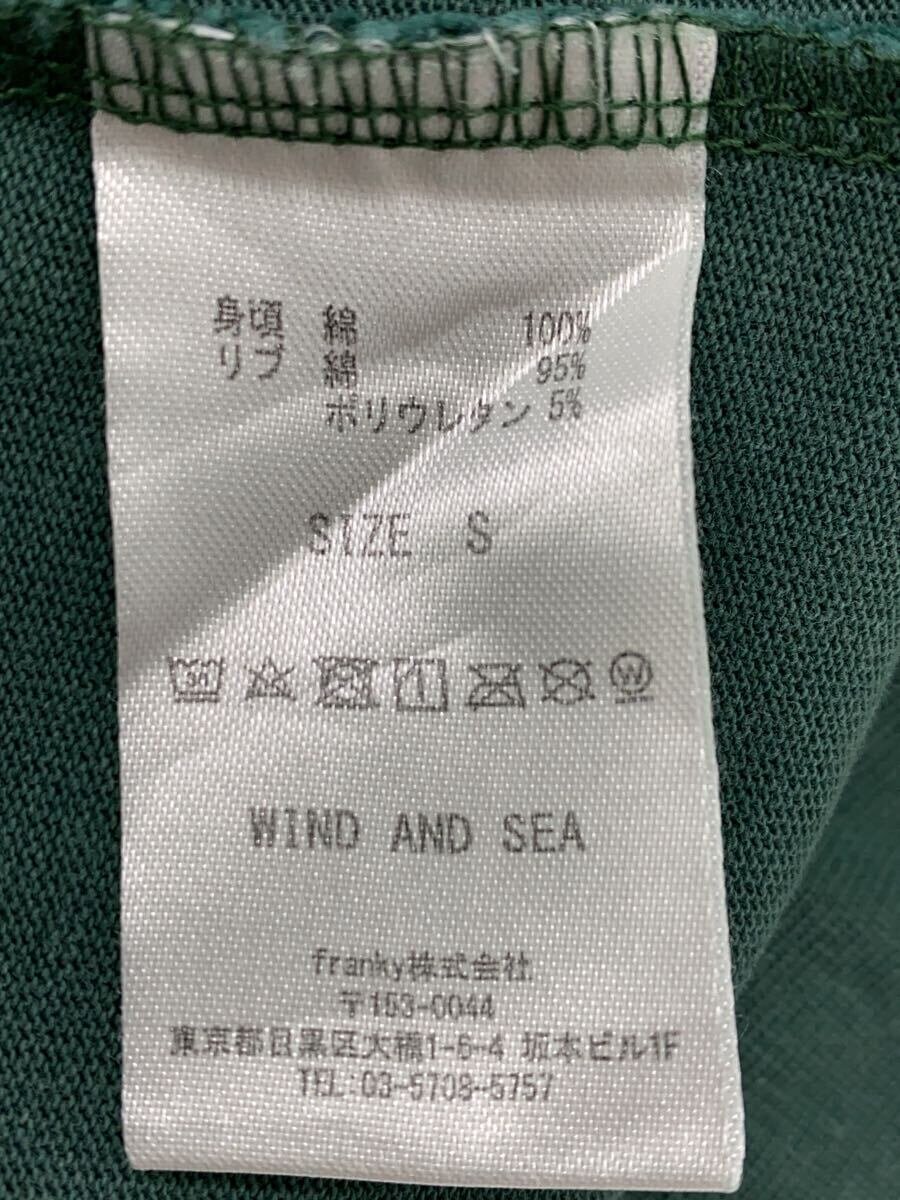 身頃 綿 100%
リブ 綿 95%
ポリウレタン 5%
SIZE S
30
W
WIND AND SEA
franky株式会社
〒153-0044
東京都目黒区大橋1-6-4 坂本ビル1F
TEL:03-5708-5757